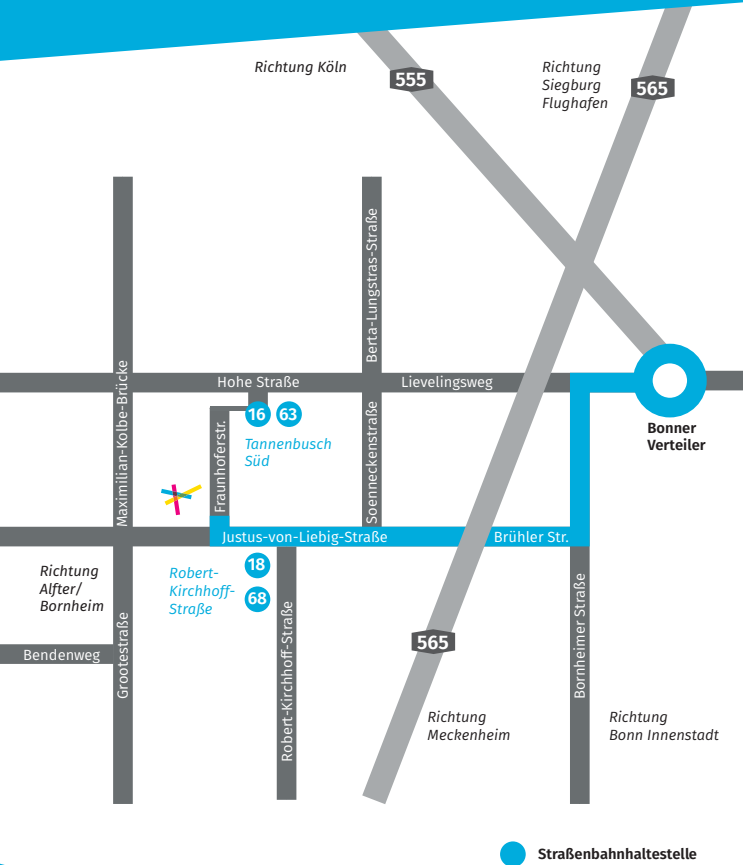 Richtung Köln
555
Richtung
Siegburg
Flughafen
565
Berta-Lungstras-Straße
Maximilian-Kolbe-Brücke
Hohe Straße
Lievelingsweg
16
63
Tannenbusch
Süd
Fraunhoferstr.
Soenneckenstraße
Bonner
Verteiler
Justus-von-Liebig-Straße
Brühler Str.
Richtung
Alfter/
Bornheim
Robert-
Kirchhoff-
Straße
18
68
Bendenweg
Grootestraße
Robert-Kirchhoff-Straße
565
Bornheimer Straße
Richtung
Meckenheim
Richtung
Bonn Innenstadt
Straßenbahnhaltestelle